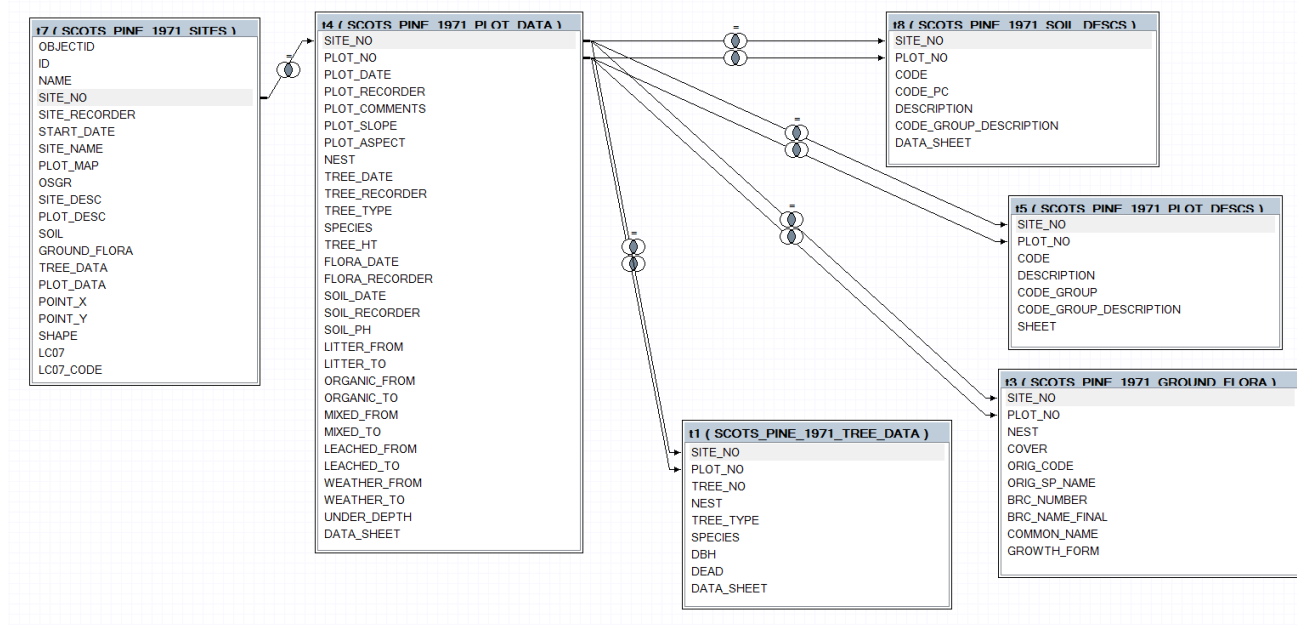 t7 ( SCOTS_PINE_1971_SITES )
OBJECTID
ID
NAME
SITE_NO
SITE_RECORDER
START_DATE
SITE_NAME
PLOT_MAP
OSGR
SITE_DESC
PLOT_DESC
SOIL
GROUND_FLORA
TREE_DATA
PLOT_DATA
POINT_X
POINT_Y
SHAPE
LC07
LC07_CODE
=
t4 ( SCOTS_PINE_1971_PLOT_DATA )
SITE_NO
PLOT_NO
PLOT_DATE
PLOT_RECORDER
PLOT_COMMENTS
PLOT_SLOPE
PLOT_ASPECT
NEST
TREE_DATE
TREE_RECORDER
TREE_TYPE
SPECIES
TREE_HT
FLORA_DATE
FLORA_RECORDER
SOIL_DATE
SOIL_RECORDER
SOIL_PH
LITTER_FROM
LITTER_TO
ORGANIC_FROM
ORGANIC_TO
MIXED_FROM
MIXED_TO
LEACHED_FROM
LEACHED_TO
WEATHER_FROM
WEATHER_TO
UNDER_DEPTH
DATA_SHEET
=
=
=
=
t8 ( SCOTS_PINE_1971_SOIL_DESCS )
SITE_NO
PLOT_NO
CODE
CODE_PC
DESCRIPTION
CODE_GROUP_DESCRIPTION
DATA_SHEET
t5 ( SCOTS_PINE_1971_PLOT_DESCS )
SITE_NO
PLOT_NO
CODE
DESCRIPTION
CODE_GROUP
CODE_GROUP_DESCRIPTION
SHEET
t3 ( SCOTS_PINE_1971_GROUND_FLORA )
SITE_NO
PLOT_NO
NEST
COVER
ORIG_CODE
ORIG_SP_NAME
BRC_NUMBER
BRC_NAME_FINAL
COMMON_NAME
GROWTH_FORM
t1 ( SCOTS_PINE_1971_TREE_DATA )
SITE_NO
PLOT_NO
TREE_NO
NEST
TREE_TYPE
SPECIES
DBH
DEAD
DATA_SHEET